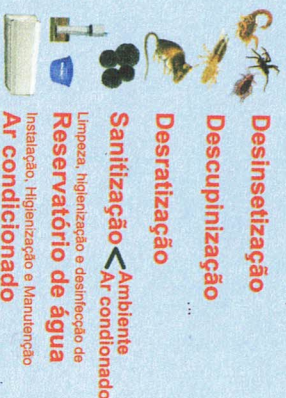 Desinsetização
Descupinização
...
Desratização
Sanitização < Ambiente
Ar condionado
Limpeza, higienização e desinfecção de
Reservatório de água
Instalação, Higienização e Manutenção
Ar condicionado